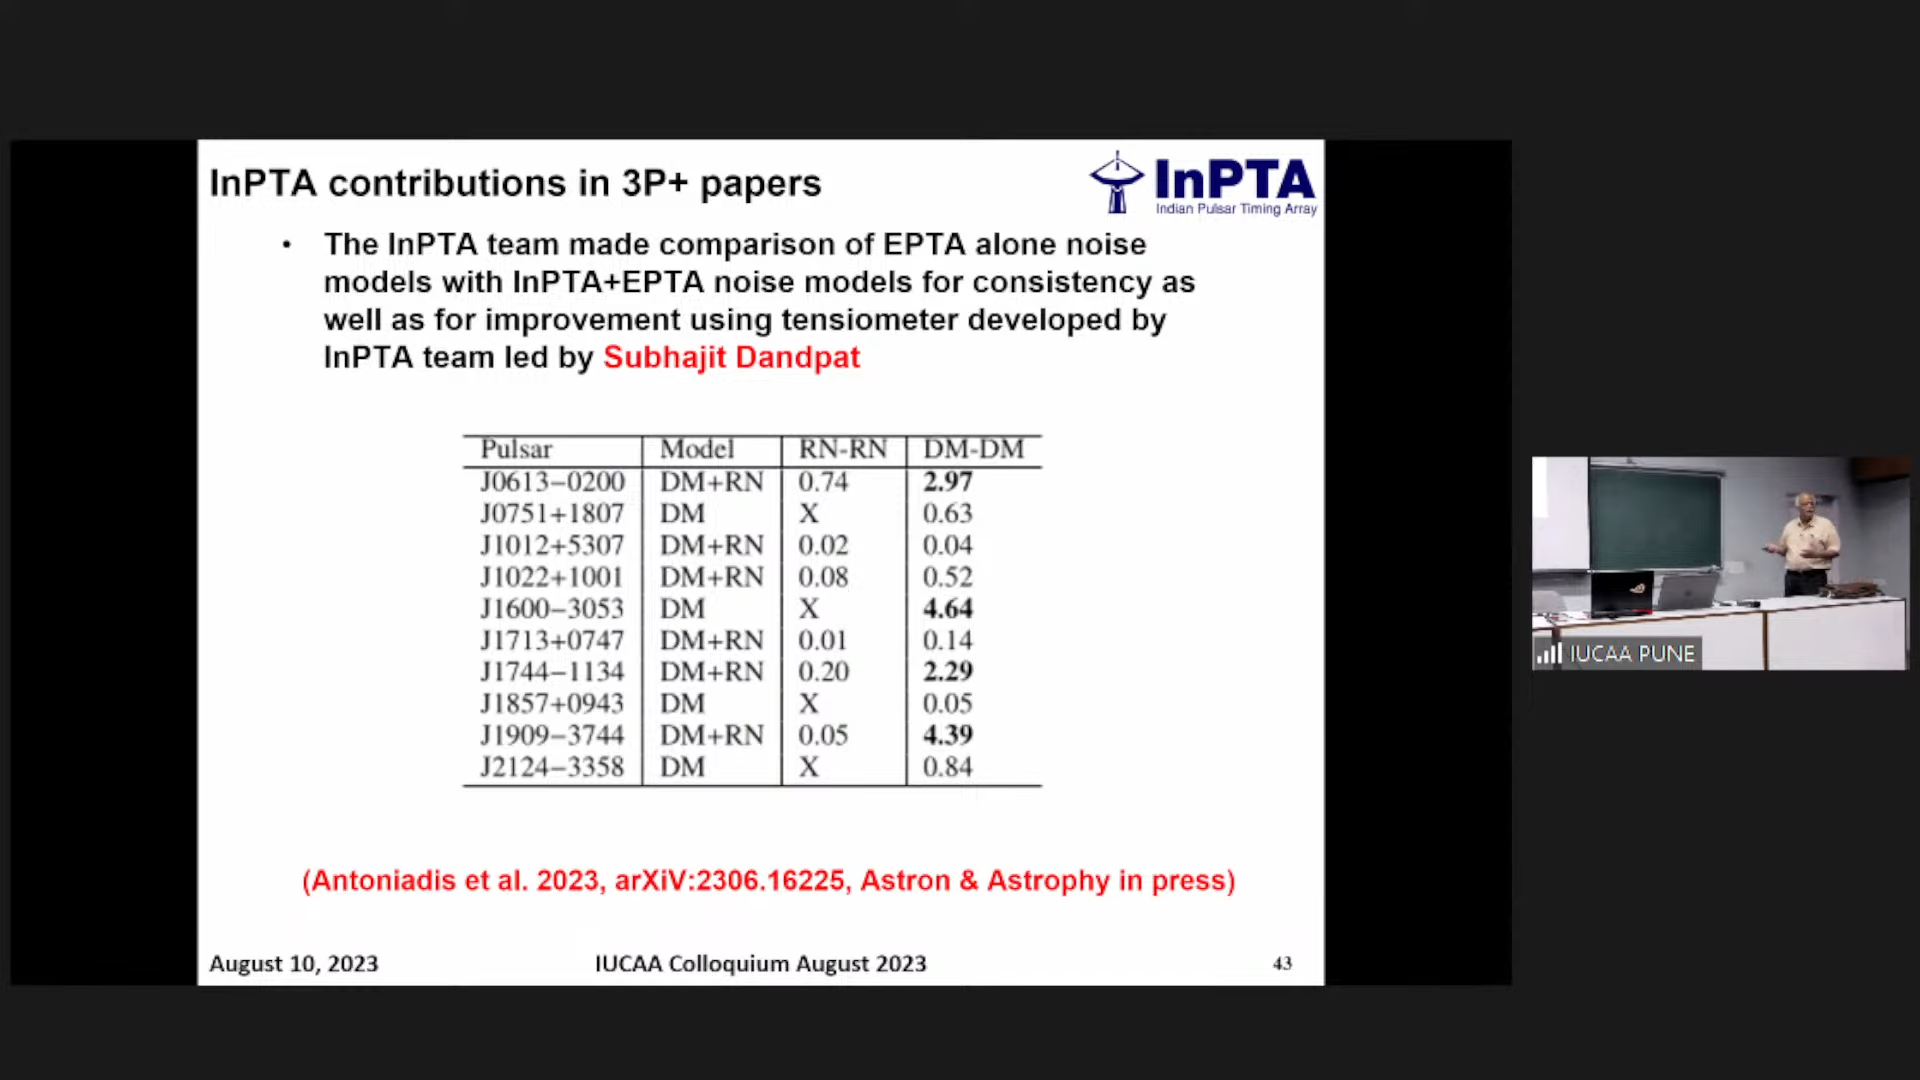 InPTA contributions in 3P+ papers
InPTA
Indian Pulsar Timing Array
• The InPTA team made comparison of EPTA alone noise
models with InPTA+EPTA noise models for consistency as
well as for improvement using tensiometer developed by
InPTA team led by Subhajit Dandpat
Pulsar Model RN-RN DM-DM
J0613−0200 DM+RN 0.74 2.97
J0751+1807 DM X 0.63
J1012+5307 DM+RN 0.02 0.04
J1022+1001 DM+RN 0.08 0.52
J1600−3053 DM X 4.64
J1713+0747 DM+RN 0.01 0.14
J1744−1134 DM+RN 0.20 2.29
J1857+0943 DM X 0.05
J1909−3744 DM+RN 0.05 4.39
J2124−3358 DM X 0.84
(Antoniadis et al. 2023, arXiV:2306.16225, Astron & Astrophy in press)
August 10, 2023 IUCAA Colloquium August 2023 43
IUCAA PUNE